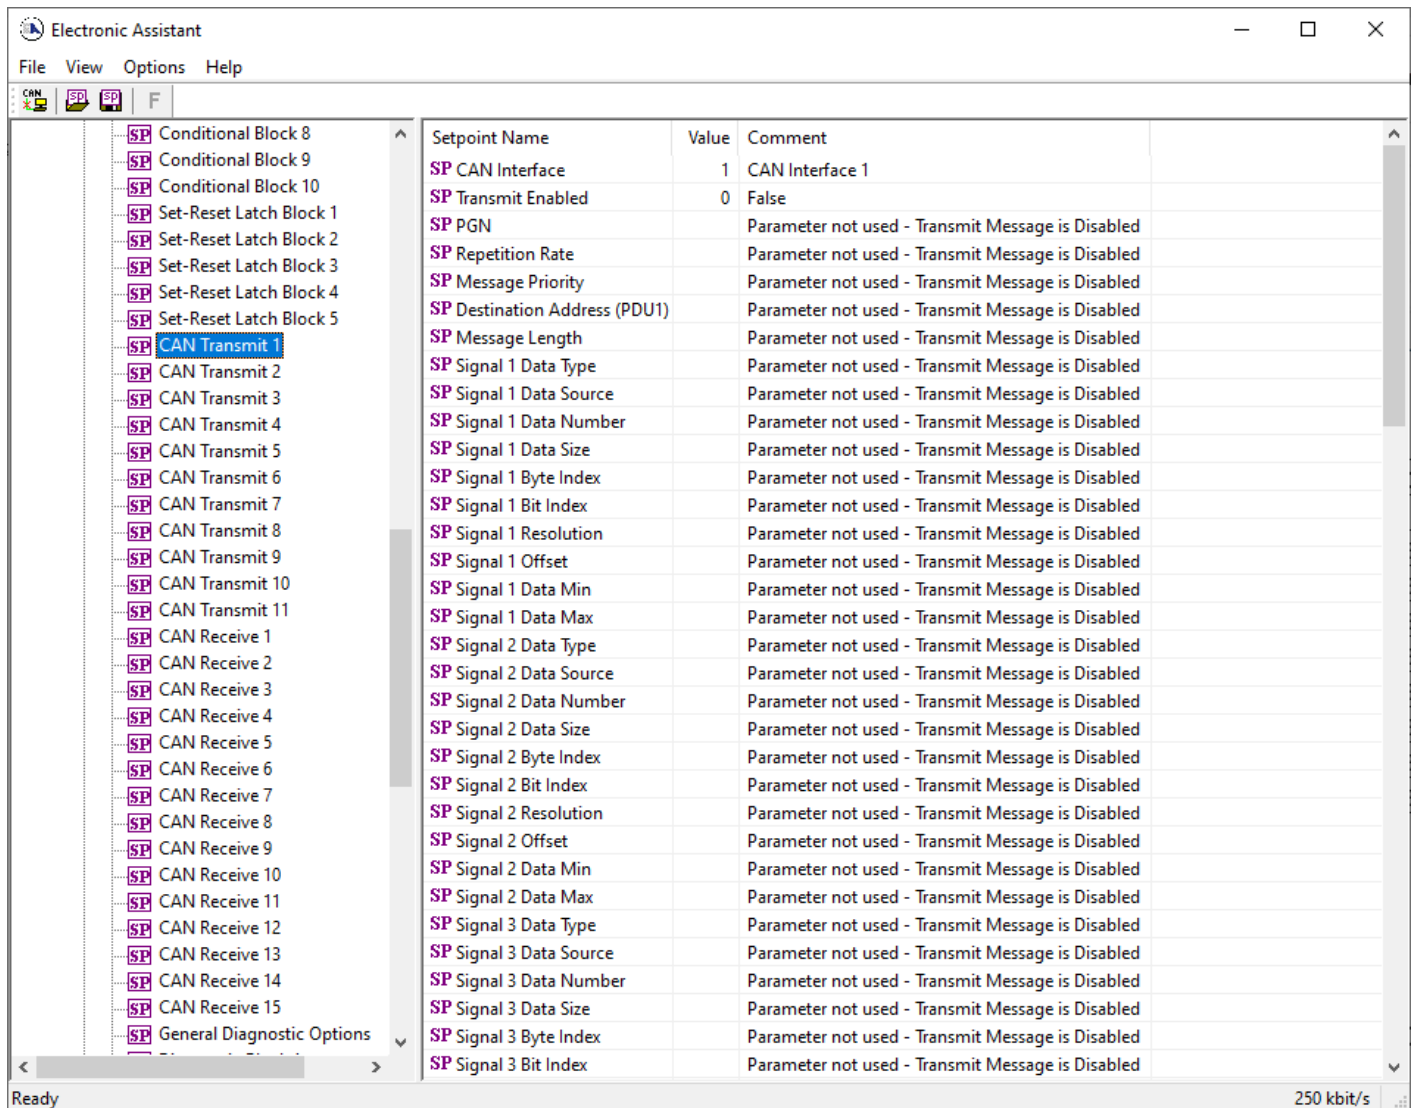 Electronic Assistant
File View Options Help
CAN SP SP F
SP Conditional Block 8
SP Conditional Block 9
SP Conditional Block 10
SP Set-Reset Latch Block 1
SP Set-Reset Latch Block 2
SP Set-Reset Latch Block 3
SP Set-Reset Latch Block 4
SP Set-Reset Latch Block 5
SP CAN Transmit 1
SP CAN Transmit 2
SP CAN Transmit 3
SP CAN Transmit 4
SP CAN Transmit 5
SP CAN Transmit 6
SP CAN Transmit 7
SP CAN Transmit 8
SP CAN Transmit 9
SP CAN Transmit 10
SP CAN Transmit 11
SP CAN Receive 1
SP CAN Receive 2
SP CAN Receive 3
SP CAN Receive 4
SP CAN Receive 5
SP CAN Receive 6
SP CAN Receive 7
SP CAN Receive 8
SP CAN Receive 9
SP CAN Receive 10
SP CAN Receive 11
SP CAN Receive 12
SP CAN Receive 13
SP CAN Receive 14
SP CAN Receive 15
SP General Diagnostic Options
Setpoint Name Value Comment
SP CAN Interface 1 CAN Interface 1
SP Transmit Enabled 0 False
SP PGN Parameter not used - Transmit Message is Disabled
SP Repetition Rate Parameter not used - Transmit Message is Disabled
SP Message Priority Parameter not used - Transmit Message is Disabled
SP Destination Address (PDU1) Parameter not used - Transmit Message is Disabled
SP Message Length Parameter not used - Transmit Message is Disabled
SP Signal 1 Data Type Parameter not used - Transmit Message is Disabled
SP Signal 1 Data Source Parameter not used - Transmit Message is Disabled
SP Signal 1 Data Number Parameter not used - Transmit Message is Disabled
SP Signal 1 Data Size Parameter not used - Transmit Message is Disabled
SP Signal 1 Byte Index Parameter not used - Transmit Message is Disabled
SP Signal 1 Bit Index Parameter not used - Transmit Message is Disabled
SP Signal 1 Resolution Parameter not used - Transmit Message is Disabled
SP Signal 1 Offset Parameter not used - Transmit Message is Disabled
SP Signal 1 Data Min Parameter not used - Transmit Message is Disabled
SP Signal 1 Data Max Parameter not used - Transmit Message is Disabled
SP Signal 2 Data Type Parameter not used - Transmit Message is Disabled
SP Signal 2 Data Source Parameter not used - Transmit Message is Disabled
SP Signal 2 Data Number Parameter not used - Transmit Message is Disabled
SP Signal 2 Data Size Parameter not used - Transmit Message is Disabled
SP Signal 2 Byte Index Parameter not used - Transmit Message is Disabled
SP Signal 2 Bit Index Parameter not used - Transmit Message is Disabled
SP Signal 2 Resolution Parameter not used - Transmit Message is Disabled
SP Signal 2 Offset Parameter not used - Transmit Message is Disabled
SP Signal 2 Data Min Parameter not used - Transmit Message is Disabled
SP Signal 2 Data Max Parameter not used - Transmit Message is Disabled
SP Signal 3 Data Type Parameter not used - Transmit Message is Disabled
SP Signal 3 Data Source Parameter not used - Transmit Message is Disabled
SP Signal 3 Data Number Parameter not used - Transmit Message is Disabled
SP Signal 3 Data Size Parameter not used - Transmit Message is Disabled
SP Signal 3 Byte Index Parameter not used - Transmit Message is Disabled
SP Signal 3 Bit Index Parameter not used - Transmit Message is Disabled
Ready 250 kbit/s